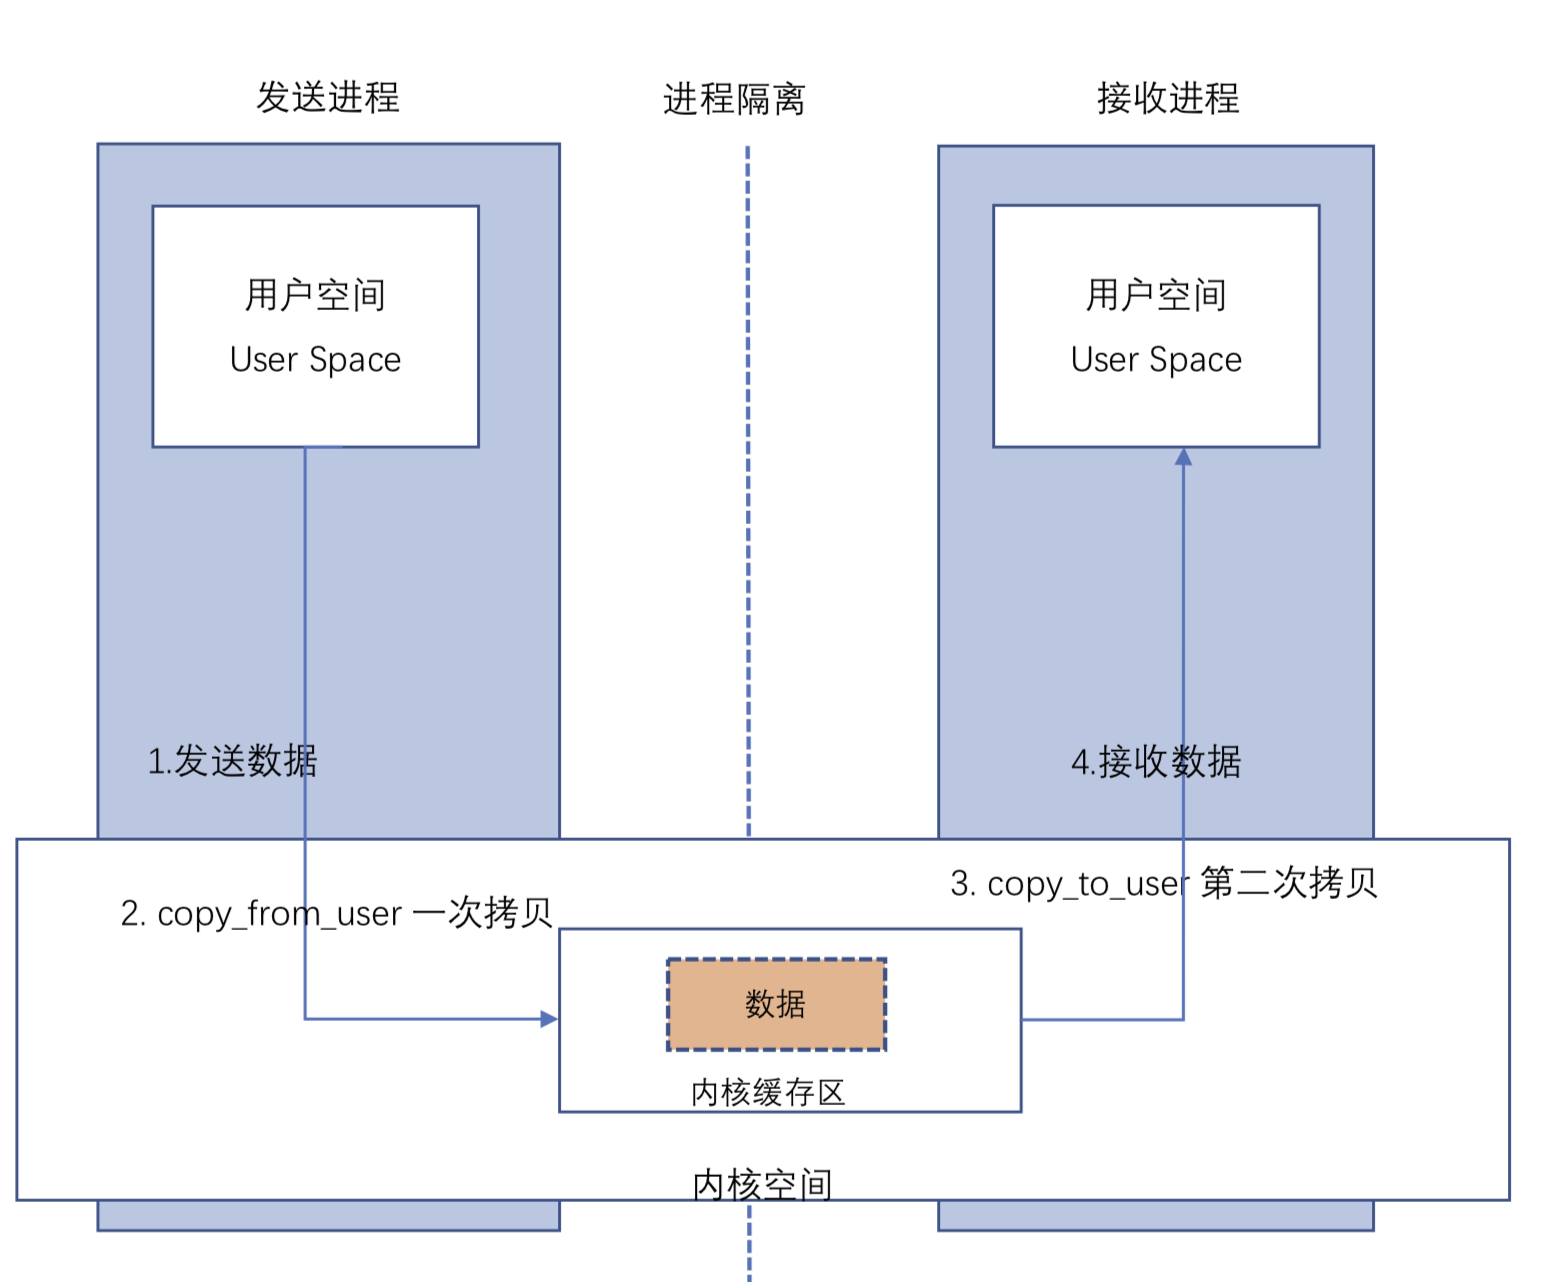 发送进程
进程隔离
接收进程
用户空间
User Space
用户空间
User Space
1.发送数据
4.接收数据
2. copy_from_user 一次拷贝
3. copy_to_user 第二次拷贝
数据
内核缓存区
内核空间